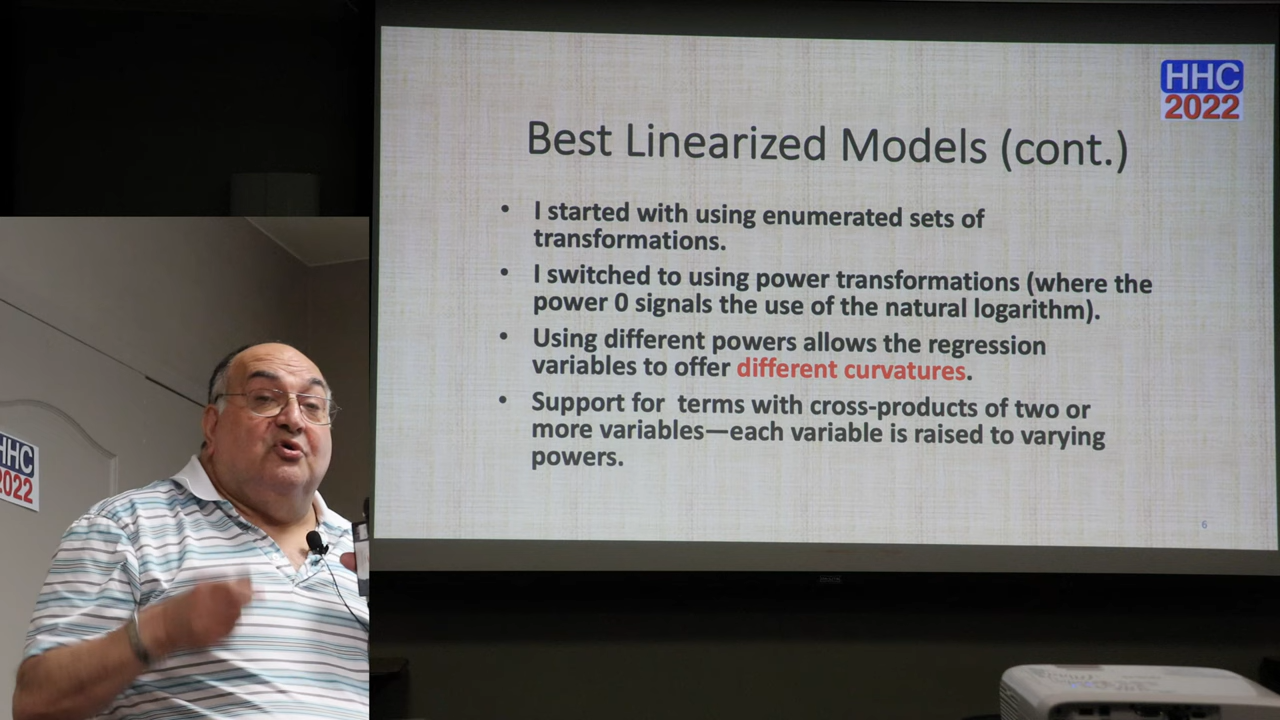 HHC
2022
Best Linearized Models (cont.)
• I started with using enumerated sets of
transformations.
• I switched to using power transformations (where the
power 0 signals the use of the natural logarithm).
• Using different powers allows the regression
variables to offer different curvatures.
• Support for terms with cross-products of two or
more variables—each variable is raised to varying
powers.
6
HHC
2022